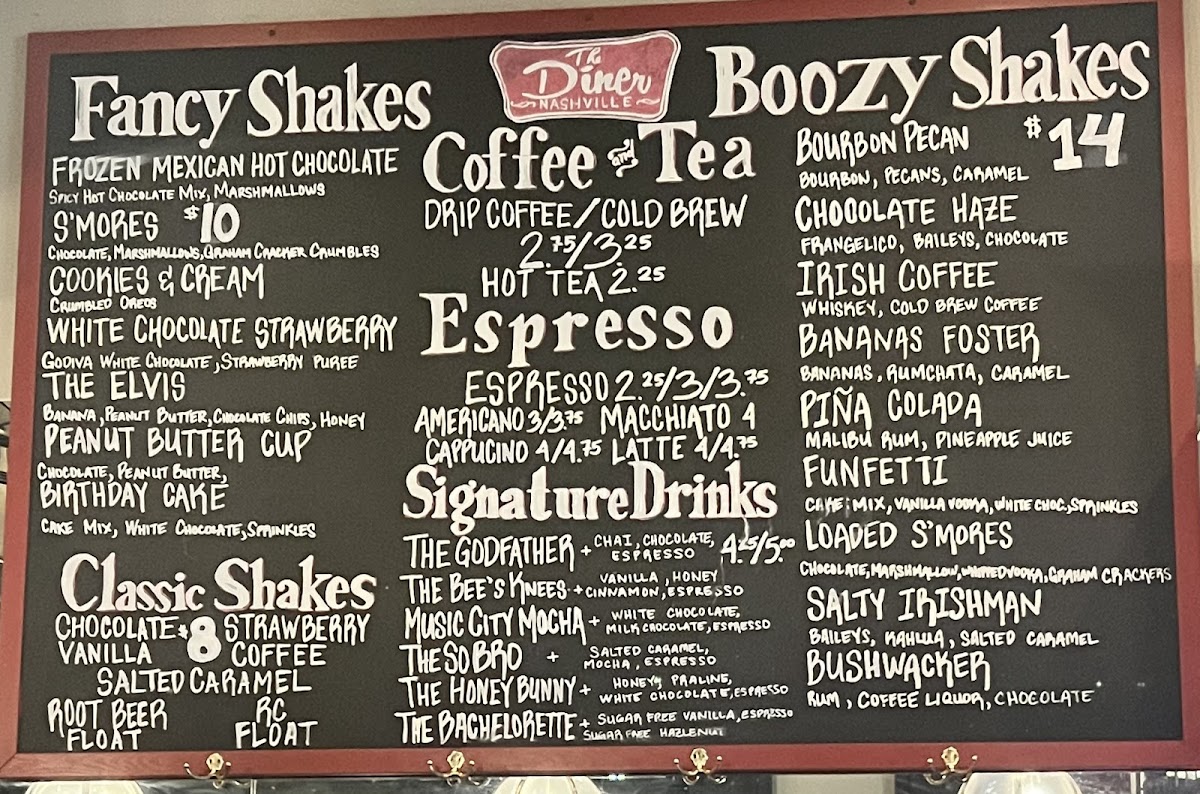 The
Diner
NASHVILLE
Fancy Shakes
FROZEN MEXICAN HOT CHOCOLATE
SPICY HOT CHOCOLATE MIX, MARSHMALLOWS
S'MORES $10
CHOCOLATE, MARSHMALLOWS, GRAHAM CRACKER CRUMBLES
COOKIES & CREAM
CRUMBLED OREOS
WHITE CHOCOLATE STRAWBERRY
GODIVA WHITE CHOCOLATE, STRAWBERRY PUREE
THE ELVIS
BANANA, PEANUT BUTTER, CHOCOLATE CHIPS, HONEY
PEANUT BUTTER CUP
CHOCOLATE, PEANUT BUTTER,
BIRTHDAY CAKE
CAKE MIX, WHITE CHOCOLATE, SPRINKLES
Classic Shakes
CHOCOLATE $8 STRAWBERRY
VANILLA COFFEE
SALTED CARAMEL
ROOT BEER RC
FLOAT FLOAT
Coffee and Tea
DRIP COFFEE/COLD BREW
2.75/3.25
HOT TEA 2.25
Espresso
ESPRESSO 2.25/3/3.75
AMERICANO 3/3.75 MACCHIATO 4
CAPPUCINO 4/4.75 LATTE 4/4.75
Signature Drinks
THE GODFATHER + CHAI, CHOCOLATE, 4.25/5.00
ESPRESSO
THE BEE'S KNEES + VANILLA, HONEY
CINNAMON, ESPRESSO
MUSIC CITY MOCHA + WHITE CHOCOLATE,
MILK CHOCOLATE, ESPRESSO
THE SOBRO + SALTED CARAMEL,
MOCHA, ESPRESSO
THE HONEY BUNNY + HONEY, PRALINE,
WHITE CHOCOLATE, ESPRESSO
THE BACHELORETTE + SUGAR FREE VANILLA, ESPRESSO
SUGAR FREE HAZLENUT
Boozy Shakes
BOURBON PECAN $14
BOURBON, PECANS, CARAMEL
CHOCOLATE HAZE
FRANGELICO, BAILEYS, CHOCOLATE
IRISH COFFEE
WHISKEY, COLD BREW COFFEE
BANANAS FOSTER
BANANAS, RUMCHATA, CARAMEL
PIÑA COLADA
MALIBU RUM, PINEAPPLE JUICE
FUNFETTI
CAKE MIX, VANILLA VODKA, WHITE CHOC., SPRINKLES
LOADED S'MORES
CHOCOLATE, MARSHMALLOW, WHIPPED VODKA, GRAHAM CRACKERS
SALTY IRISHMAN
BAILEYS, KAHLUA, SALTED CARAMEL
BUSHWACKER
RUM, COFFEE LIQUOR, CHOCOLATE